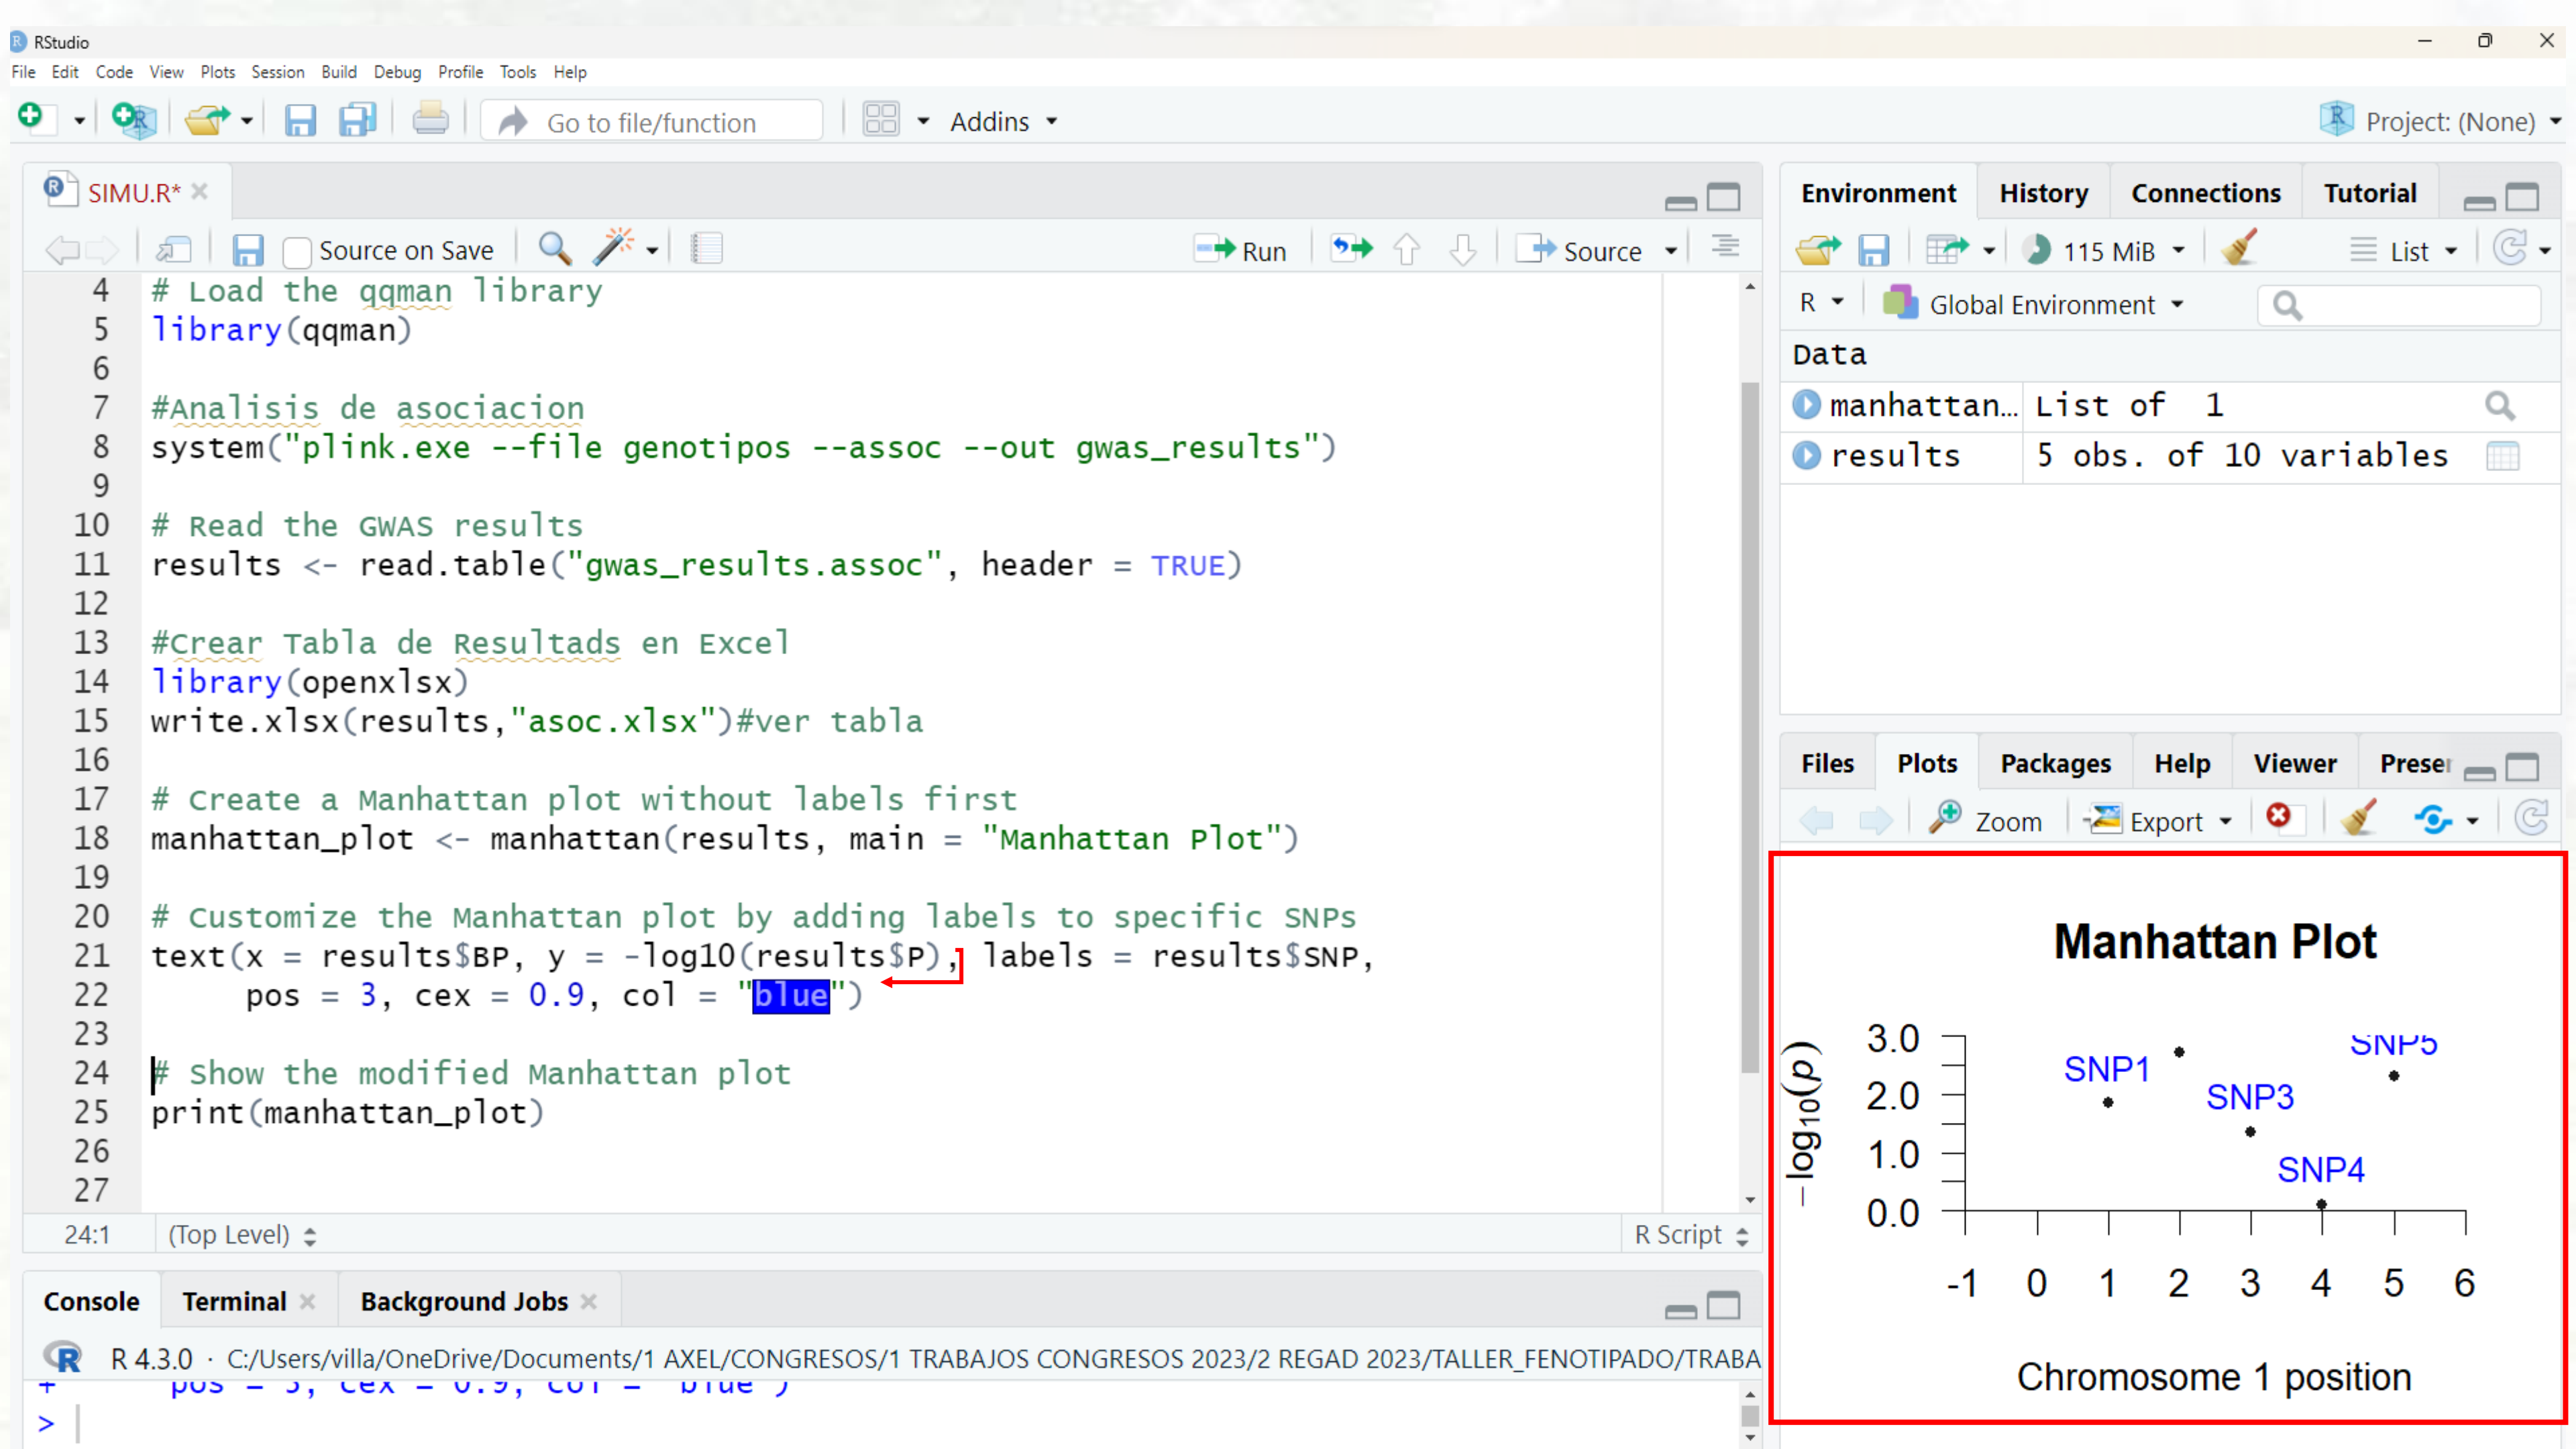 RStudio
File Edit Code View Plots Session Build Debug Profile Tools Help
Go to file/function
Addins
Project: (None)
SIMU.R*
Source on Save
Run
Source
4 # Load the qqman library
5 library(qqman)
6
7 #Analisis de asociacion
8 system("plink.exe --file genotipos --assoc --out gwas_results")
9
10 # Read the GWAS results
11 results <- read.table("gwas_results.assoc", header = TRUE)
12
13 #Crear Tabla de Resultads en Excel
14 library(openxlsx)
15 write.xlsx(results,"asoc.xlsx")#ver tabla
16
17 # Create a Manhattan plot without labels first
18 manhattan_plot <- manhattan(results, main = "Manhattan Plot")
19
20 # Customize the Manhattan plot by adding labels to specific SNPs
21 text(x = results$BP, y = -log10(results$P), labels = results$SNP,
22 pos = 3, cex = 0.9, col = "blue")
23
24 # Show the modified Manhattan plot
25 print(manhattan_plot)
26
27
24:1 (Top Level) R Script
Console Terminal Background Jobs
R 4.3.0 · C:/Users/villa/OneDrive/Documents/1 AXEL/CONGRESOS/1 TRABAJOS CONGRESOS 2023/2 REGAD 2023/TALLER_FENOTIPADO/TRABA
+ pos = 3, cex = 0.9, col = "blue")
>
Environment History Connections Tutorial
115 MiB
List
R
Global Environment
Data
manhattan… List of 1
results 5 obs. of 10 variables
Files Plots Packages Help Viewer Preser
Zoom Export
Manhattan Plot
−log10(p)
3.0
2.0
1.0
0.0
SNP1
SNP3
SNP4
SNP5
-1 0 1 2 3 4 5 6
Chromosome 1 position